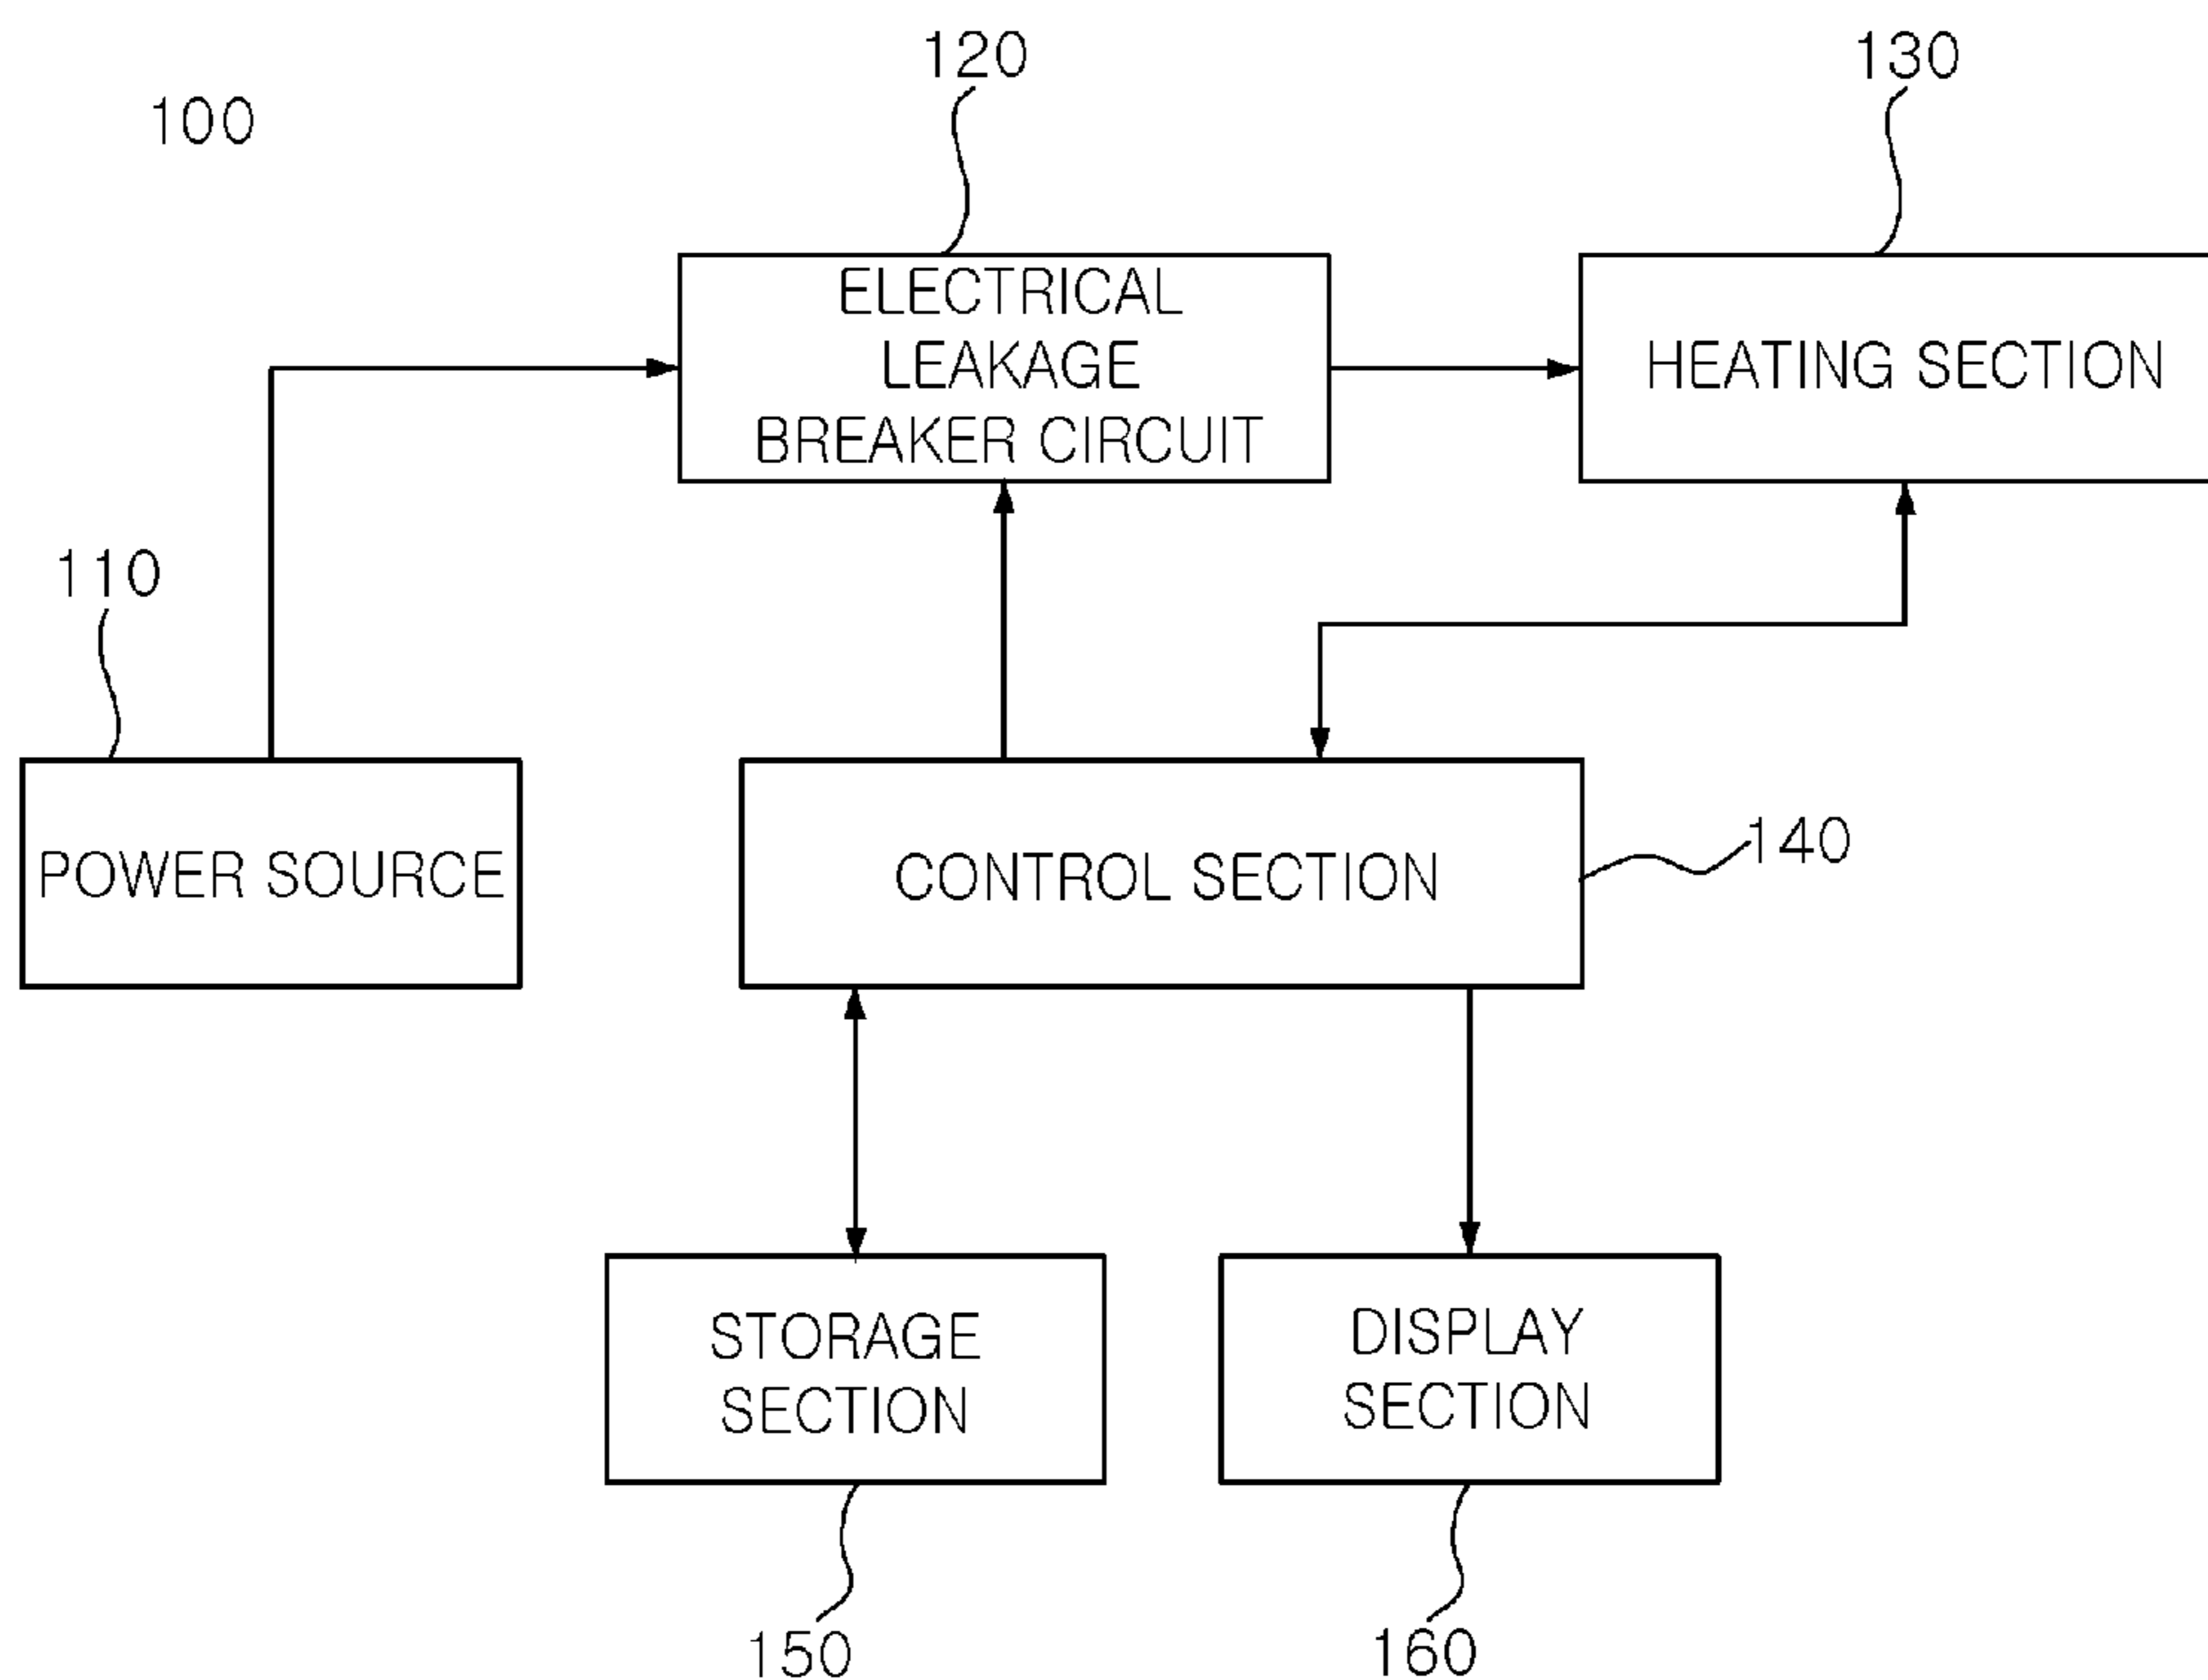 120
130
100
ELECTRICAL
LEAKAGE
BREAKER CIRCUIT
HEATING SECTION
110
POWER SOURCE
CONTROL SECTION
140
STORAGE
SECTION
DISPLAY
SECTION
150
160